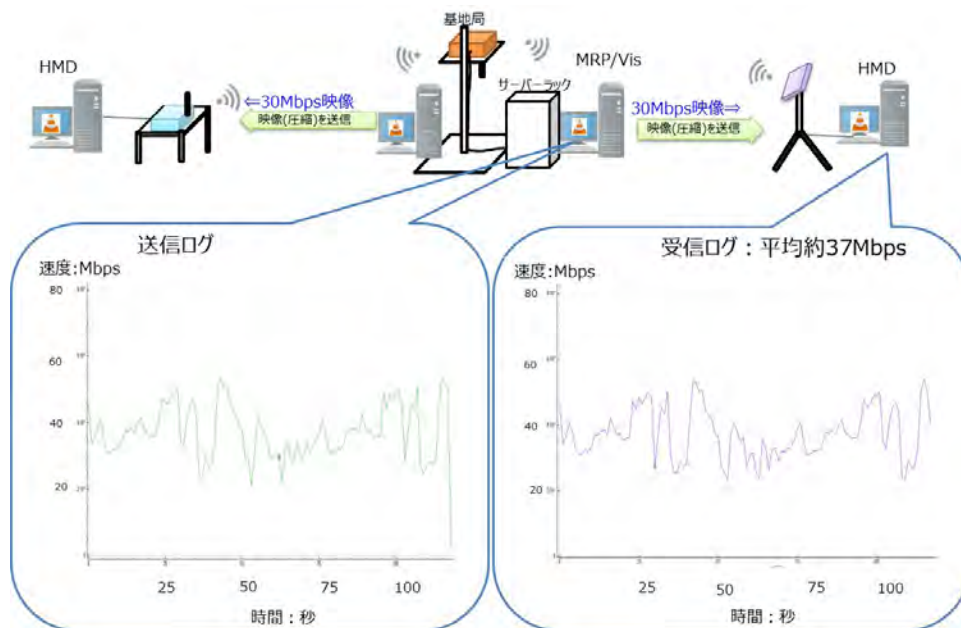 基地局
HMD
MRP/Vis
HMD
サーバーラック
⇐30Mbps映像
30Mbps映像⇒
映像(圧縮)を送信
映像(圧縮)を送信
送信ログ
速度:Mbps
80
60
40
20
25
50
75
100
時間：秒
受信ログ：平均約37Mbps
速度:Mbps
80
60
40
20
25
50
75
100
時間：秒